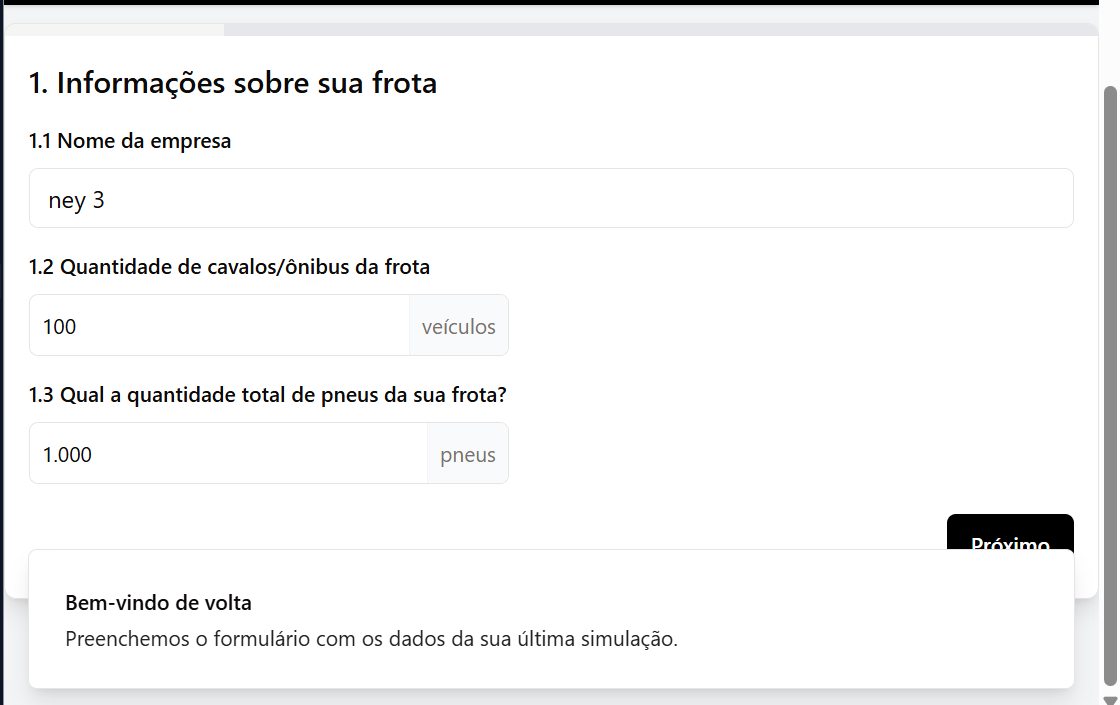 1. Informações sobre sua frota
1.1 Nome da empresa
ney 3
1.2 Quantidade de cavalos/ônibus da frota
100 veículos
1.3 Qual a quantidade total de pneus da sua frota?
1.000 pneus
Próximo
Bem-vindo de volta
Preenchemos o formulário com os dados da sua última simulação.